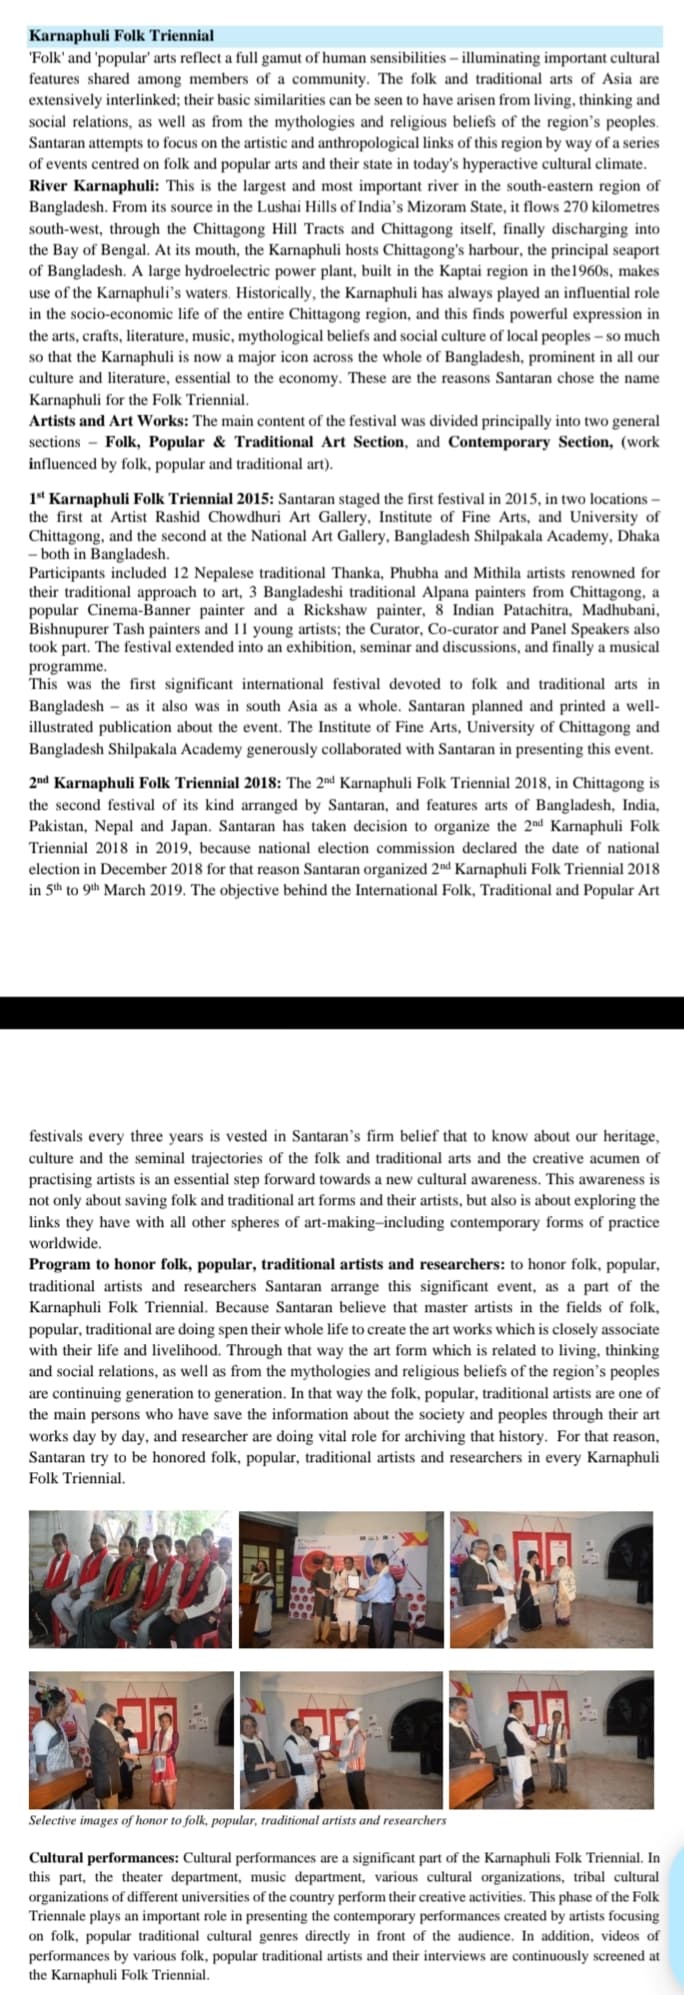 Karnaphuli Folk Triennial
'Folk' and 'popular' arts reflect a full gamut of human sensibilities – illuminating important cultural
features shared among members of a community. The folk and traditional arts of Asia are
extensively interlinked; their basic similarities can be seen to have arisen from living, thinking and
social relations, as well as from the mythologies and religious beliefs of the region's peoples.
Santaran attempts to focus on the artistic and anthropological links of this region by way of a series
of events centred on folk and popular arts and their state in today's hyperactive cultural climate.
River Karnaphuli: This is the largest and most important river in the south-eastern region of
Bangladesh. From its source in the Lushai Hills of India's Mizoram State, it flows 270 kilometres
south-west, through the Chittagong Hill Tracts and Chittagong itself, finally discharging into
the Bay of Bengal. At its mouth, the Karnaphuli hosts Chittagong's harbour, the principal seaport
of Bangladesh. A large hydroelectric power plant, built in the Kaptai region in the1960s, makes
use of the Karnaphuli's waters. Historically, the Karnaphuli has always played an influential role
in the socio-economic life of the entire Chittagong region, and this finds powerful expression in
the arts, crafts, literature, music, mythological beliefs and social culture of local peoples – so much
so that the Karnaphuli is now a major icon across the whole of Bangladesh, prominent in all our
culture and literature, essential to the economy. These are the reasons Santaran chose the name
Karnaphuli for the Folk Triennial.
Artists and Art Works: The main content of the festival was divided principally into two general
sections – Folk, Popular & Traditional Art Section, and Contemporary Section, (work
influenced by folk, popular and traditional art).
1st Karnaphuli Folk Triennial 2015: Santaran staged the first festival in 2015, in two locations –
the first at Artist Rashid Chowdhuri Art Gallery, Institute of Fine Arts, and University of
Chittagong, and the second at the National Art Gallery, Bangladesh Shilpakala Academy, Dhaka
– both in Bangladesh.
Participants included 12 Nepalese traditional Thanka, Phubha and Mithila artists renowned for
their traditional approach to art, 3 Bangladeshi traditional Alpana painters from Chittagong, a
popular Cinema-Banner painter and a Rickshaw painter, 8 Indian Patachitra, Madhubani,
Bishnupurer Tash painters and 11 young artists; the Curator, Co-curator and Panel Speakers also
took part. The festival extended into an exhibition, seminar and discussions, and finally a musical
programme.
This was the first significant international festival devoted to folk and traditional arts in
Bangladesh – as it also was in south Asia as a whole. Santaran planned and printed a well-
illustrated publication about the event. The Institute of Fine Arts, University of Chittagong and
Bangladesh Shilpakala Academy generously collaborated with Santaran in presenting this event.
2nd Karnaphuli Folk Triennial 2018: The 2nd Karnaphuli Folk Triennial 2018, in Chittagong is
the second festival of its kind arranged by Santaran, and features arts of Bangladesh, India,
Pakistan, Nepal and Japan. Santaran has taken decision to organize the 2nd Karnaphuli Folk
Triennial 2018 in 2019, because national election commission declared the date of national
election in December 2018 for that reason Santaran organized 2nd Karnaphuli Folk Triennial 2018
in 5th to 9th March 2019. The objective behind the International Folk, Traditional and Popular Art
festivals every three years is vested in Santaran's firm belief that to know about our heritage,
culture and the seminal trajectories of the folk and traditional arts and the creative acumen of
practising artists is an essential step forward towards a new cultural awareness. This awareness is
not only about saving folk and traditional art forms and their artists, but also is about exploring the
links they have with all other spheres of art-making–including contemporary forms of practice
worldwide.
Program to honor folk, popular, traditional artists and researchers: to honor folk, popular,
traditional artists and researchers Santaran arrange this significant event, as a part of the
Karnaphuli Folk Triennial. Because Santaran believe that master artists in the fields of folk,
popular, traditional are doing spen their whole life to create the art works which is closely associate
with their life and livelihood. Through that way the art form which is related to living, thinking
and social relations, as well as from the mythologies and religious beliefs of the region's peoples
are continuing generation to generation. In that way the folk, popular, traditional artists are one of
the main persons who have save the information about the society and peoples through their art
works day by day, and researcher are doing vital role for archiving that history. For that reason,
Santaran try to be honored folk, popular, traditional artists and researchers in every Karnaphuli
Folk Triennial.
Selective images of honor to folk, popular, traditional artists and researchers
Cultural performances: Cultural performances are a significant part of the Karnaphuli Folk Triennial. In
this part, the theater department, music department, various cultural organizations, tribal cultural
organizations of different universities of the country perform their creative activities. This phase of the Folk
Triennale plays an important role in presenting the contemporary performances created by artists focusing
on folk, popular traditional cultural genres directly in front of the audience. In addition, videos of
performances by various folk, popular traditional artists and their interviews are continuously screened at
the Karnaphuli Folk Triennial.